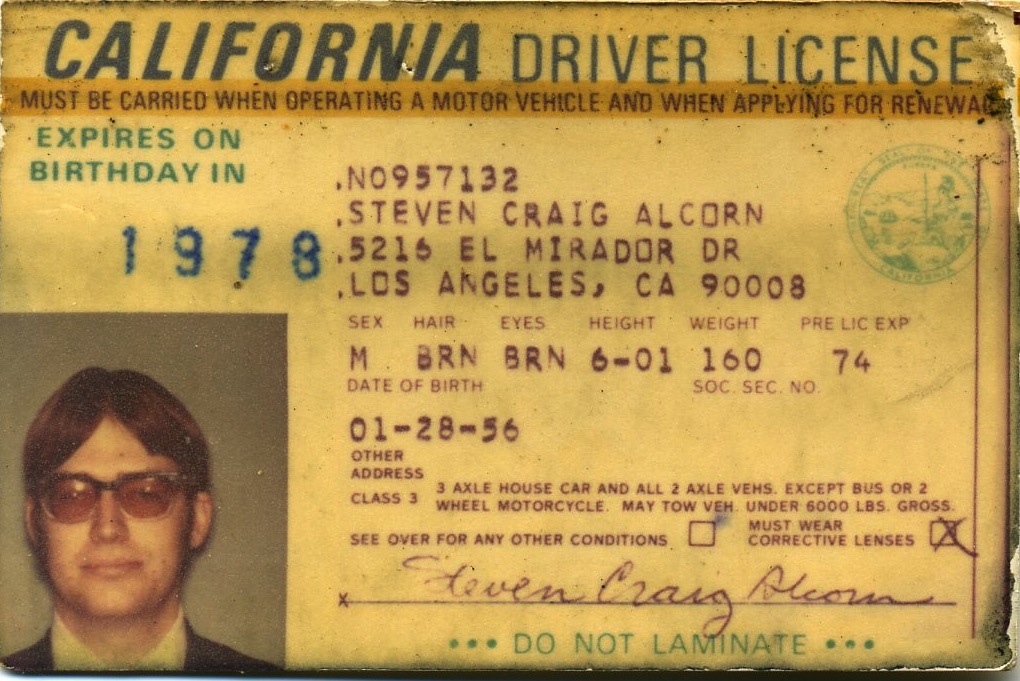 CALIFORNIA DRIVER LICENSE
MUST BE CARRIED WHEN OPERATING A MOTOR VEHICLE AND WHEN APPLYING FOR RENEWAL
EXPIRES ON
BIRTHDAY IN
1978
.N0957132
.STEVEN CRAIG ALCORN
.5216 EL MIRADOR DR
.LOS ANGELES, CA 90008
SEX HAIR EYES HEIGHT WEIGHT PRE LIC EXP
M BRN BRN 6-01 160 74
DATE OF BIRTH SOC. SEC. NO.
01-28-56
OTHER
ADDRESS
CLASS 3 3 AXLE HOUSE CAR AND ALL 2 AXLE VEHS. EXCEPT BUS OR 2
WHEEL MOTORCYCLE. MAY TOW VEH. UNDER 6000 LBS. GROSS.
SEE OVER FOR ANY OTHER CONDITIONS MUST WEAR
CORRECTIVE LENSES X
X Steven Craig Alcorn
••• DO NOT LAMINATE •••
SEAL OF THE
CALIFORNIA